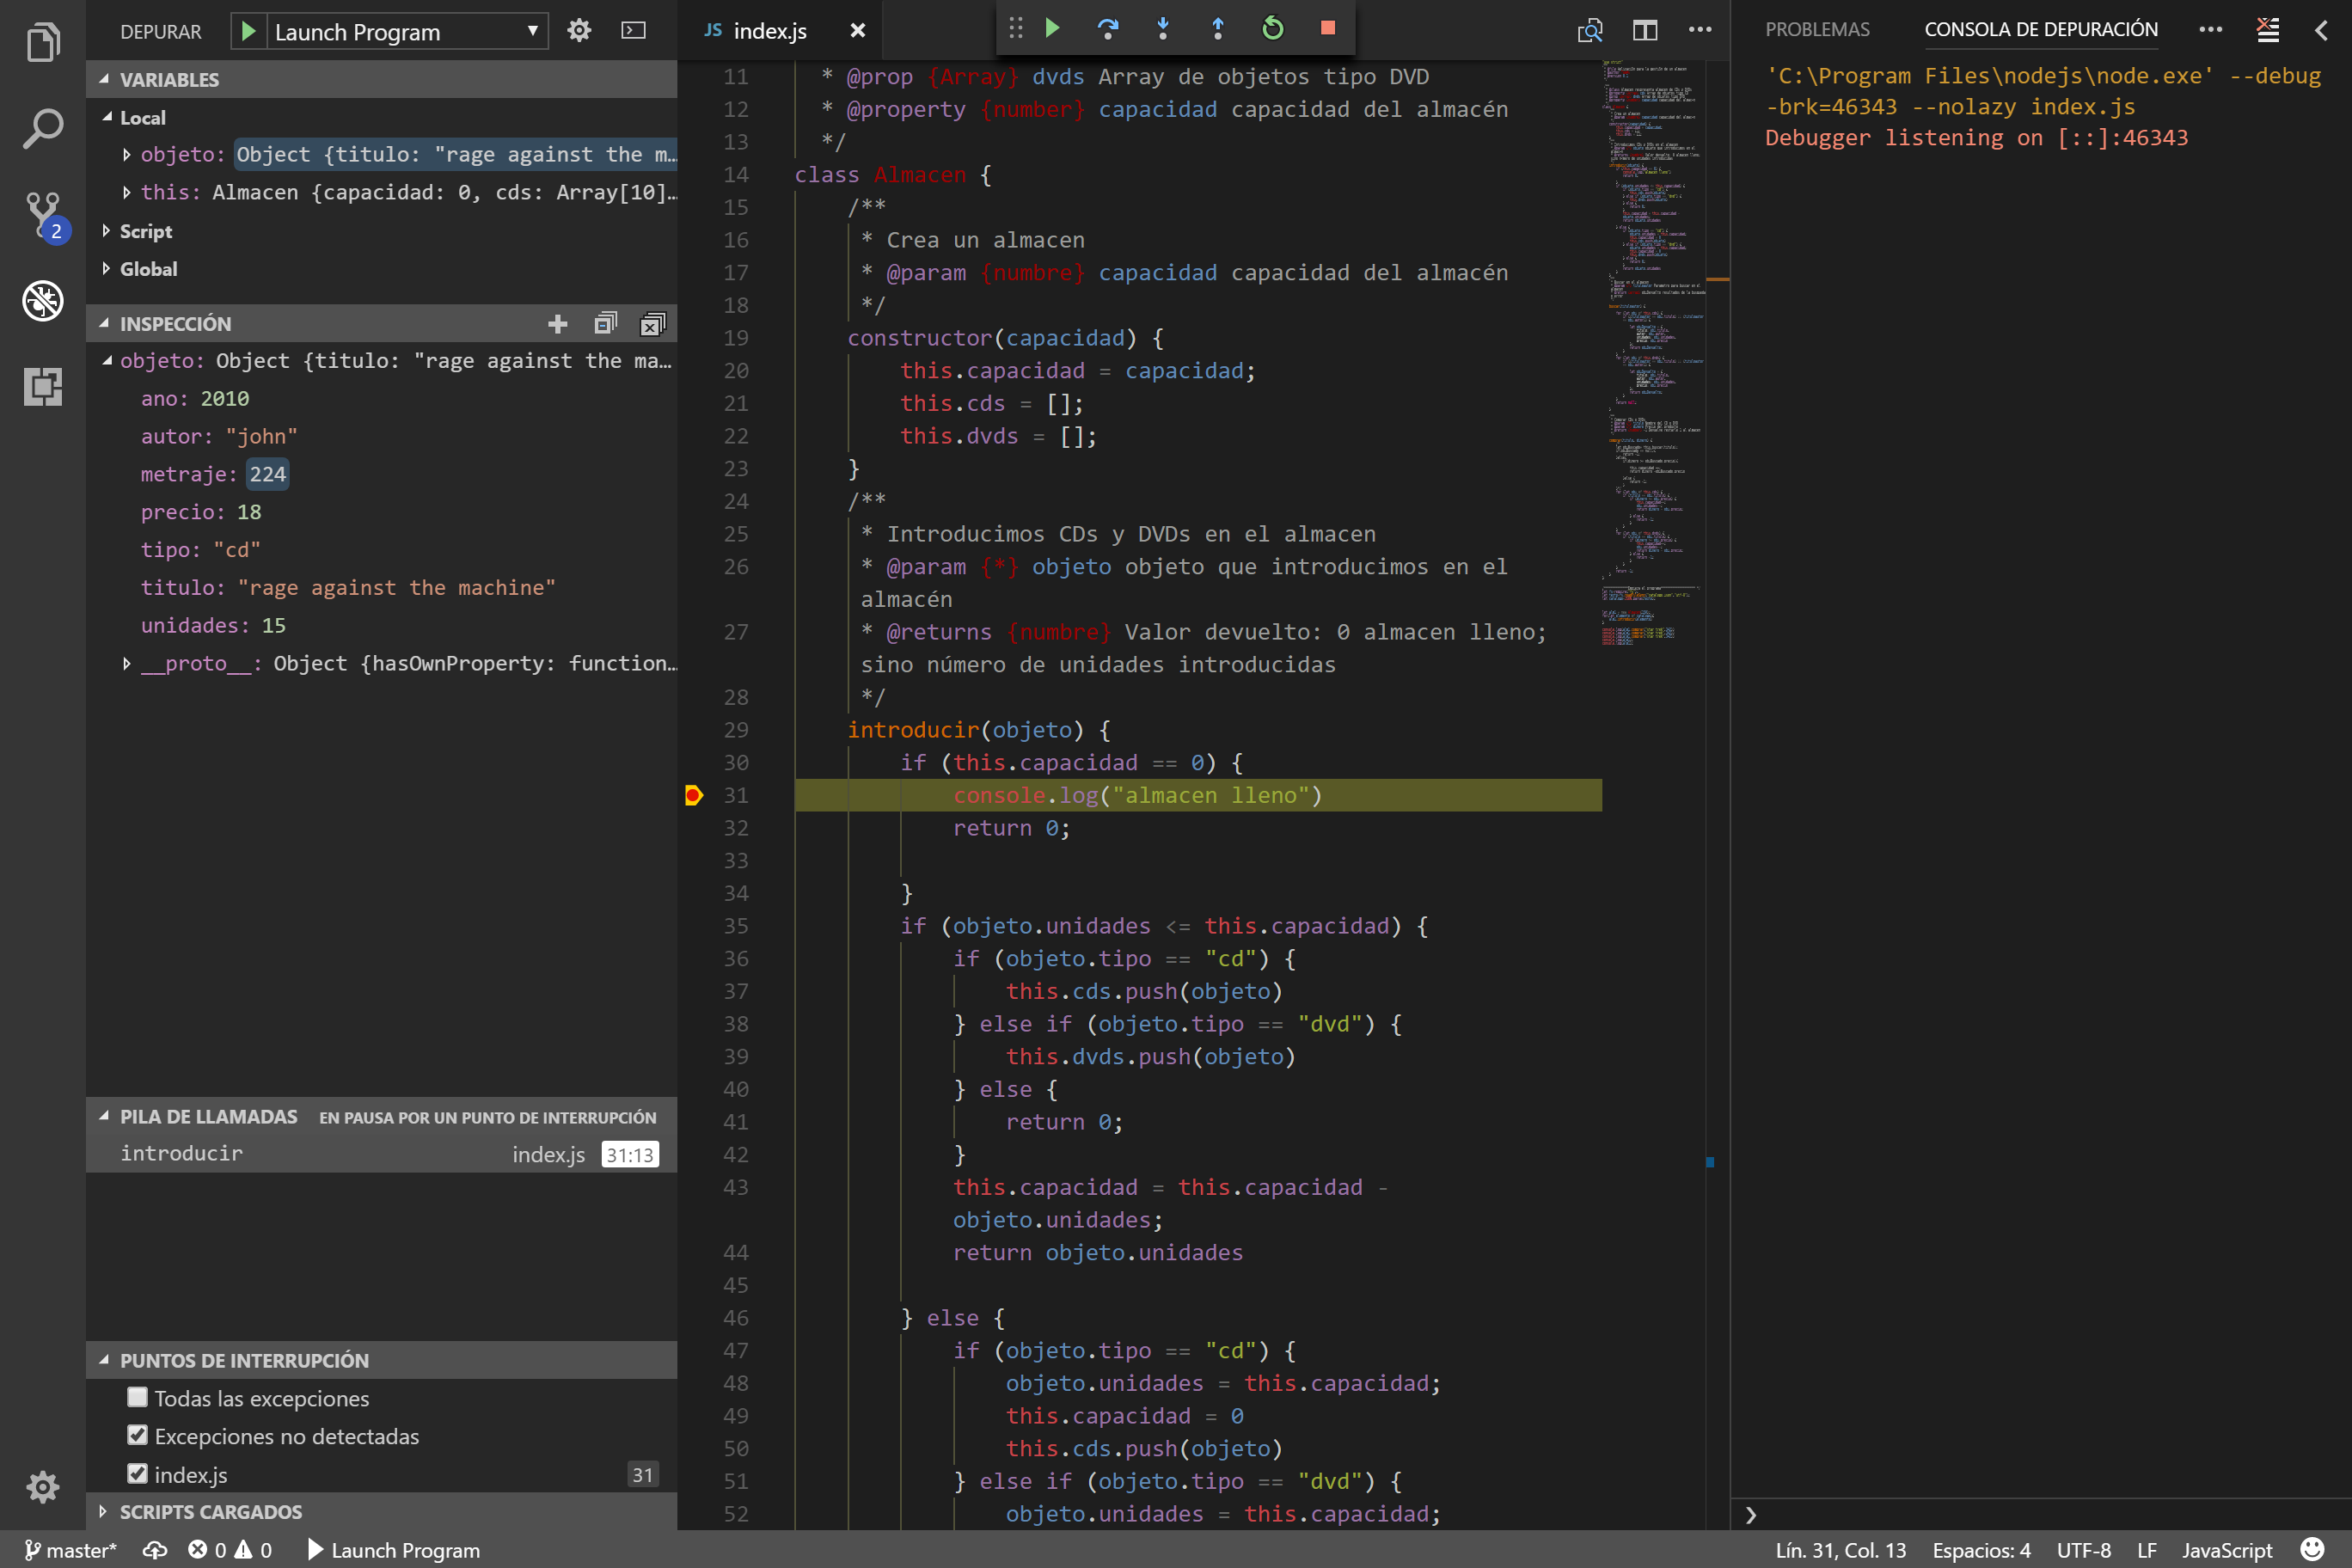 DEPURAR Launch Program
VARIABLES
Local
objeto: Object {titulo: "rage against the m…
this: Almacen {capacidad: 0, cds: Array[10]…
Script
Global
2
INSPECCIÓN
objeto: Object {titulo: "rage against the ma…
ano: 2010
autor: "john"
metraje: 224
precio: 18
tipo: "cd"
titulo: "rage against the machine"
unidades: 15
__proto__: Object {hasOwnProperty: function…
PILA DE LLAMADAS EN PAUSA POR UN PUNTO DE INTERRUPCIÓN
introducir index.js 31:13
PUNTOS DE INTERRUPCIÓN
Todas las excepciones
Excepciones no detectadas
index.js 31
SCRIPTS CARGADOS
JS index.js
11 * @prop {Array} dvds Array de objetos tipo DVD
12 * @property {number} capacidad capacidad del almacén
13 */
14 class Almacen {
15 /**
16 * Crea un almacen
17 * @param {numbre} capacidad capacidad del almacén
18 */
19 constructor(capacidad) {
20 this.capacidad = capacidad;
21 this.cds = [];
22 this.dvds = [];
23 }
24 /**
25 * Introducimos CDs y DVDs en el almacen
26 * @param {*} objeto objeto que introducimos en el
almacén
27 * @returns {numbre} Valor devuelto: 0 almacen lleno;
sino número de unidades introducidas
28 */
29 introducir(objeto) {
30 if (this.capacidad == 0) {
31 console.log("almacen lleno")
32 return 0;
33
34 }
35 if (objeto.unidades <= this.capacidad) {
36 if (objeto.tipo == "cd") {
37 this.cds.push(objeto)
38 } else if (objeto.tipo == "dvd") {
39 this.dvds.push(objeto)
40 } else {
41 return 0;
42 }
43 this.capacidad = this.capacidad -
objeto.unidades;
44 return objeto.unidades
45
46 } else {
47 if (objeto.tipo == "cd") {
48 objeto.unidades = this.capacidad;
49 this.capacidad = 0
50 this.cds.push(objeto)
51 } else if (objeto.tipo == "dvd") {
52 objeto.unidades = this.capacidad;
PROBLEMAS CONSOLA DE DEPURACIÓN
'C:\Program Files\nodejs\node.exe' --debug
-brk=46343 --nolazy index.js
Debugger listening on [::]:46343
master* 0 0 Launch Program Lín. 31, Col. 13 Espacios: 4 UTF-8 LF JavaScript